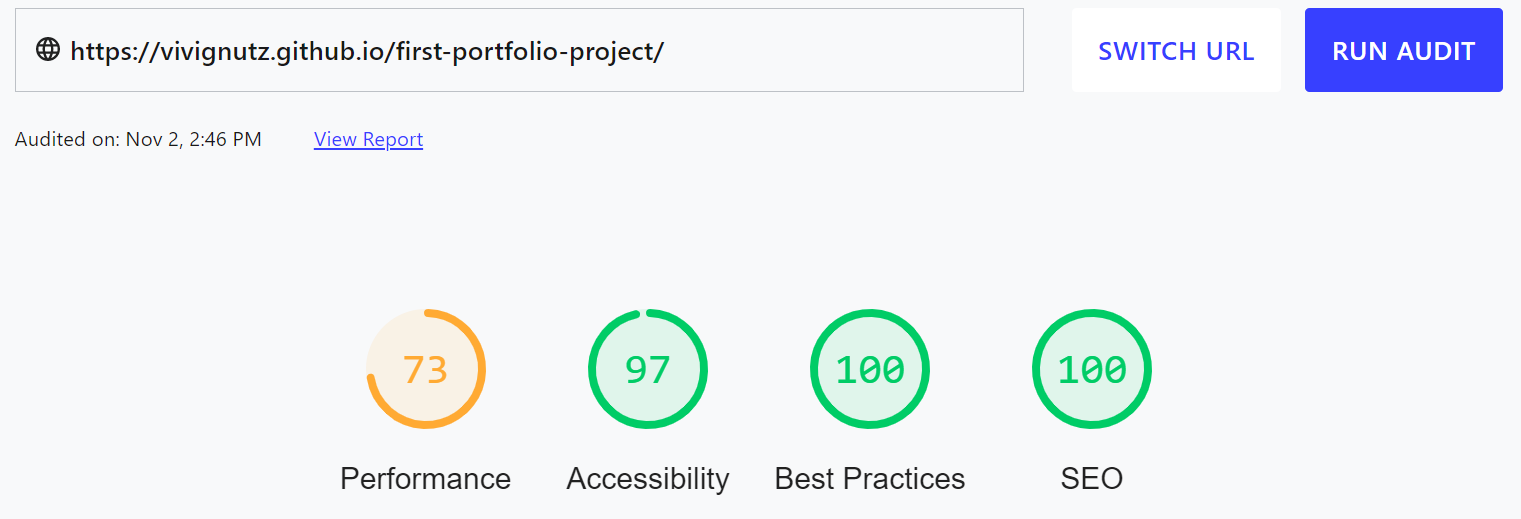 https://vivignutz.github.io/first-portfolio-project/ SWITCH URL RUN AUDIT
Audited on: Nov 2, 2:46 PM View Report
73 97 100 100
Performance Accessibility Best Practices SEO